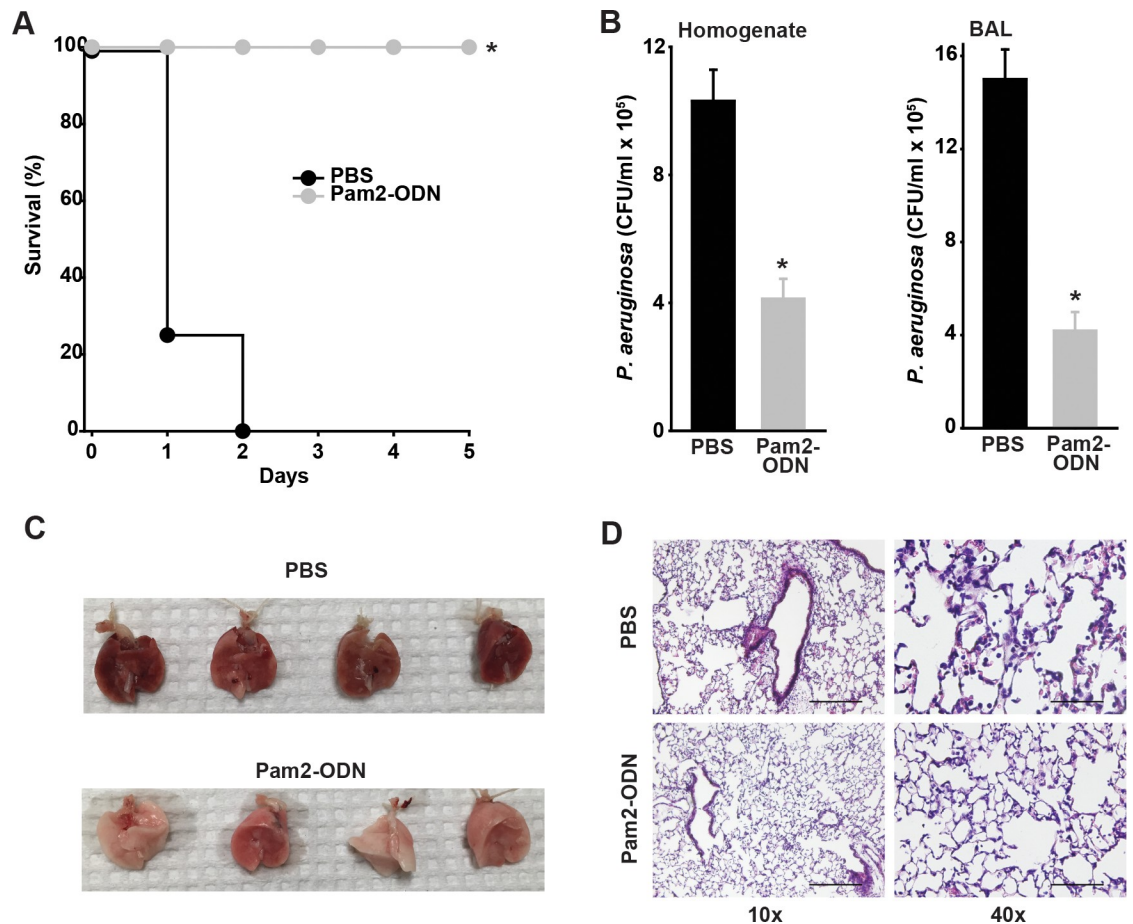 A
100
80
60
40
20
0
Survival (%)
0 1 2 3 4 5
Days
PBS
Pam2-ODN
*
B
Homogenate
P. aeruginosa (CFU/ml x 10⁵)
12
8
4
0
*
PBS
Pam2-
ODN
BAL
P. aeruginosa (CFU/ml x 10⁵)
16
12
8
4
0
*
PBS
Pam2-
ODN
C
PBS
Pam2-ODN
D
PBS
Pam2-ODN
10x
40x